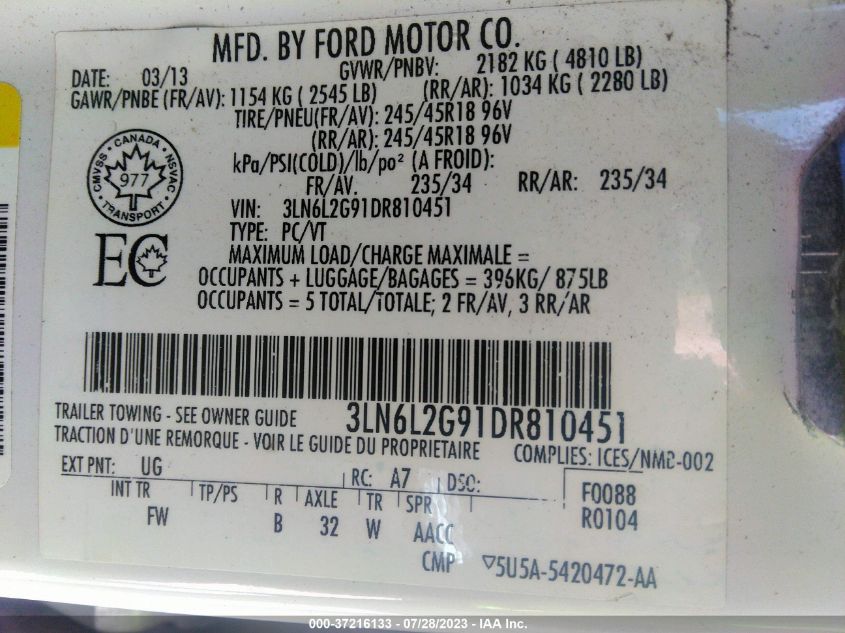 MFD. BY FORD MOTOR CO.
DATE: 03/13 GVWR/PNBV: 2182 KG ( 4810 LB)
GAWR/PNBE (FR/AV): 1154 KG ( 2545 LB) (RR/AR): 1034 KG ( 2280 LB)
TIRE/PNEU(FR/AV): 245/45R18 96V
(RR/AR): 245/45R18 96V
kPa/PSI(COLD)/lb/po² (A FROID):
FR/AV. 235/34 RR/AR: 235/34
CMVSS • CANADA • NSVAC • TRANSPORT •
977
VIN: 3LN6L2G91DR810451
TYPE: PC/VT
EC
MAXIMUM LOAD/CHARGE MAXIMALE =
OCCUPANTS + LUGGAGE/BAGAGES = 396KG/ 875LB
OCCUPANTS = 5 TOTAL/TOTALE; 2 FR/AV, 3 RR/AR
TRAILER TOWING - SEE OWNER GUIDE 3LN6L2G91DR810451
TRACTION D'UNE REMORQUE - VOIR LE GUIDE DU PROPRIETAIRE COMPLIES: ICES/NMB-002
EXT PNT: UG RC: A7 DSO: F0088
INT TR TP/PS R AXLE TR SPR R0104
FW B 32 W AACC
CMP 5U5A-5420472-AA
000-37216133 - 07/28/2023 - IAA Inc.